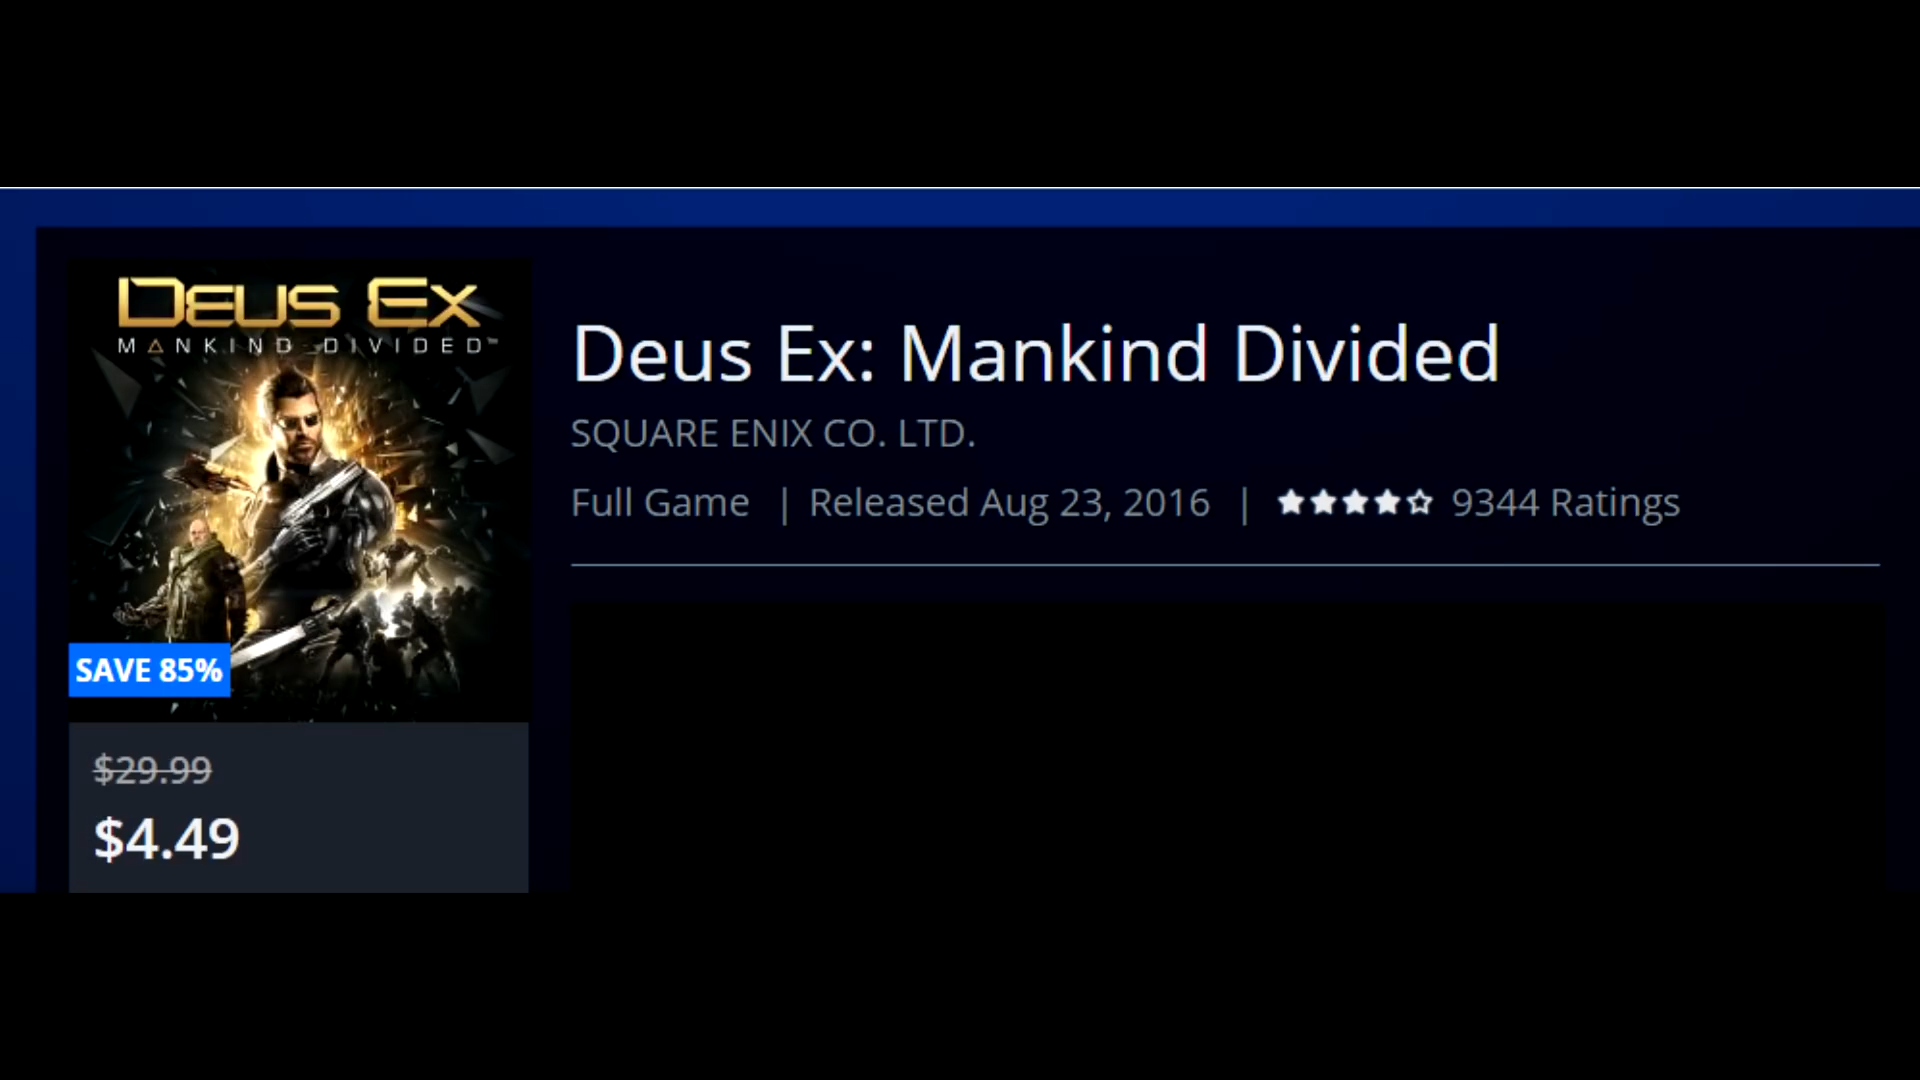 DEUS EX
MANKIND DIVIDED™
Deus Ex: Mankind Divided
SQUARE ENIX CO. LTD.
Full Game | Released Aug 23, 2016 | ★★★★☆ 9344 Ratings
SAVE 85%
$29.99
$4.49